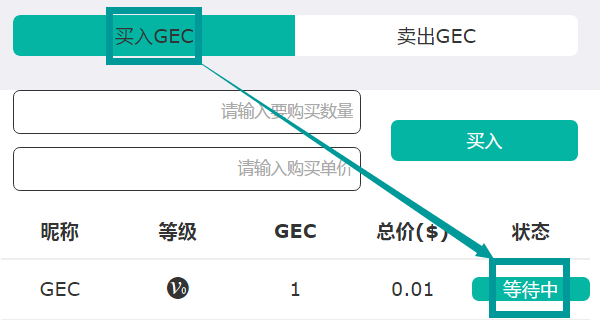 买入GEC 卖出GEC
请输入要购买数量
买入
请输入购买单价
昵称 等级 GEC 总价($) 状态
GEC V0 1 0.01 等待中